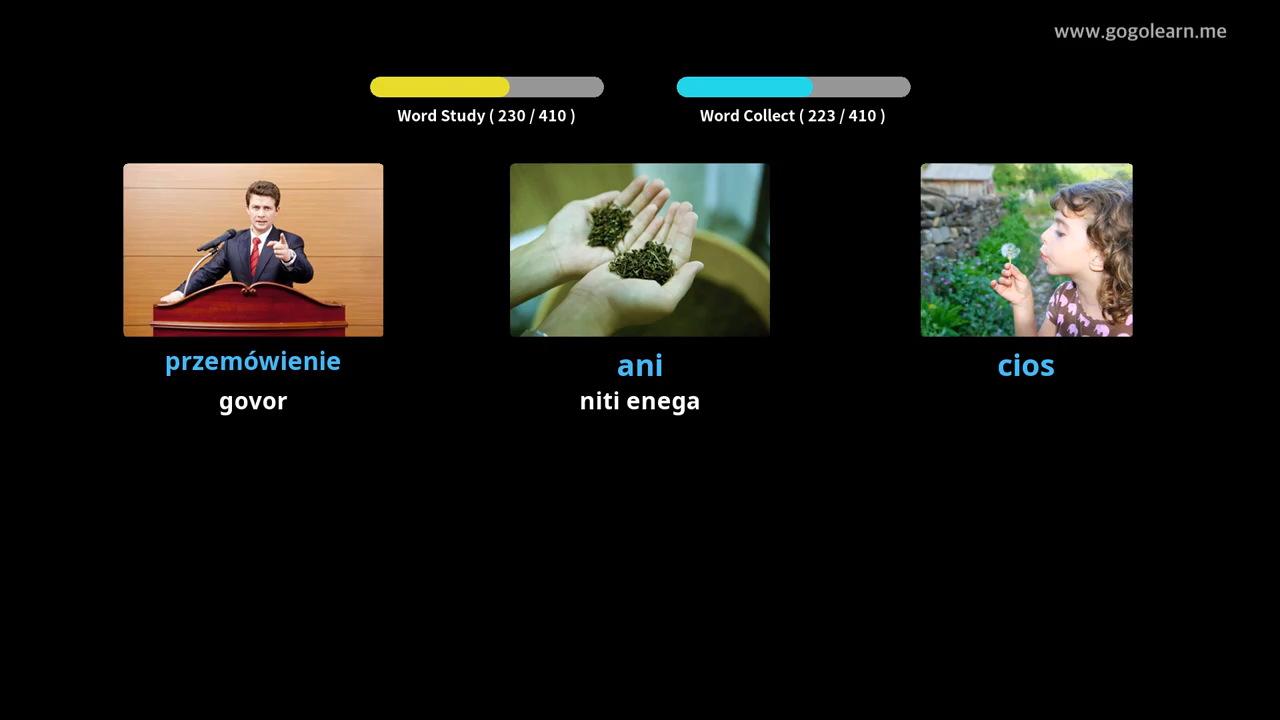 www.gogolearn.me
Word Study ( 230 / 410 )
Word Collect ( 223 / 410 )
przemówienie
govor
ani
niti enega
cios